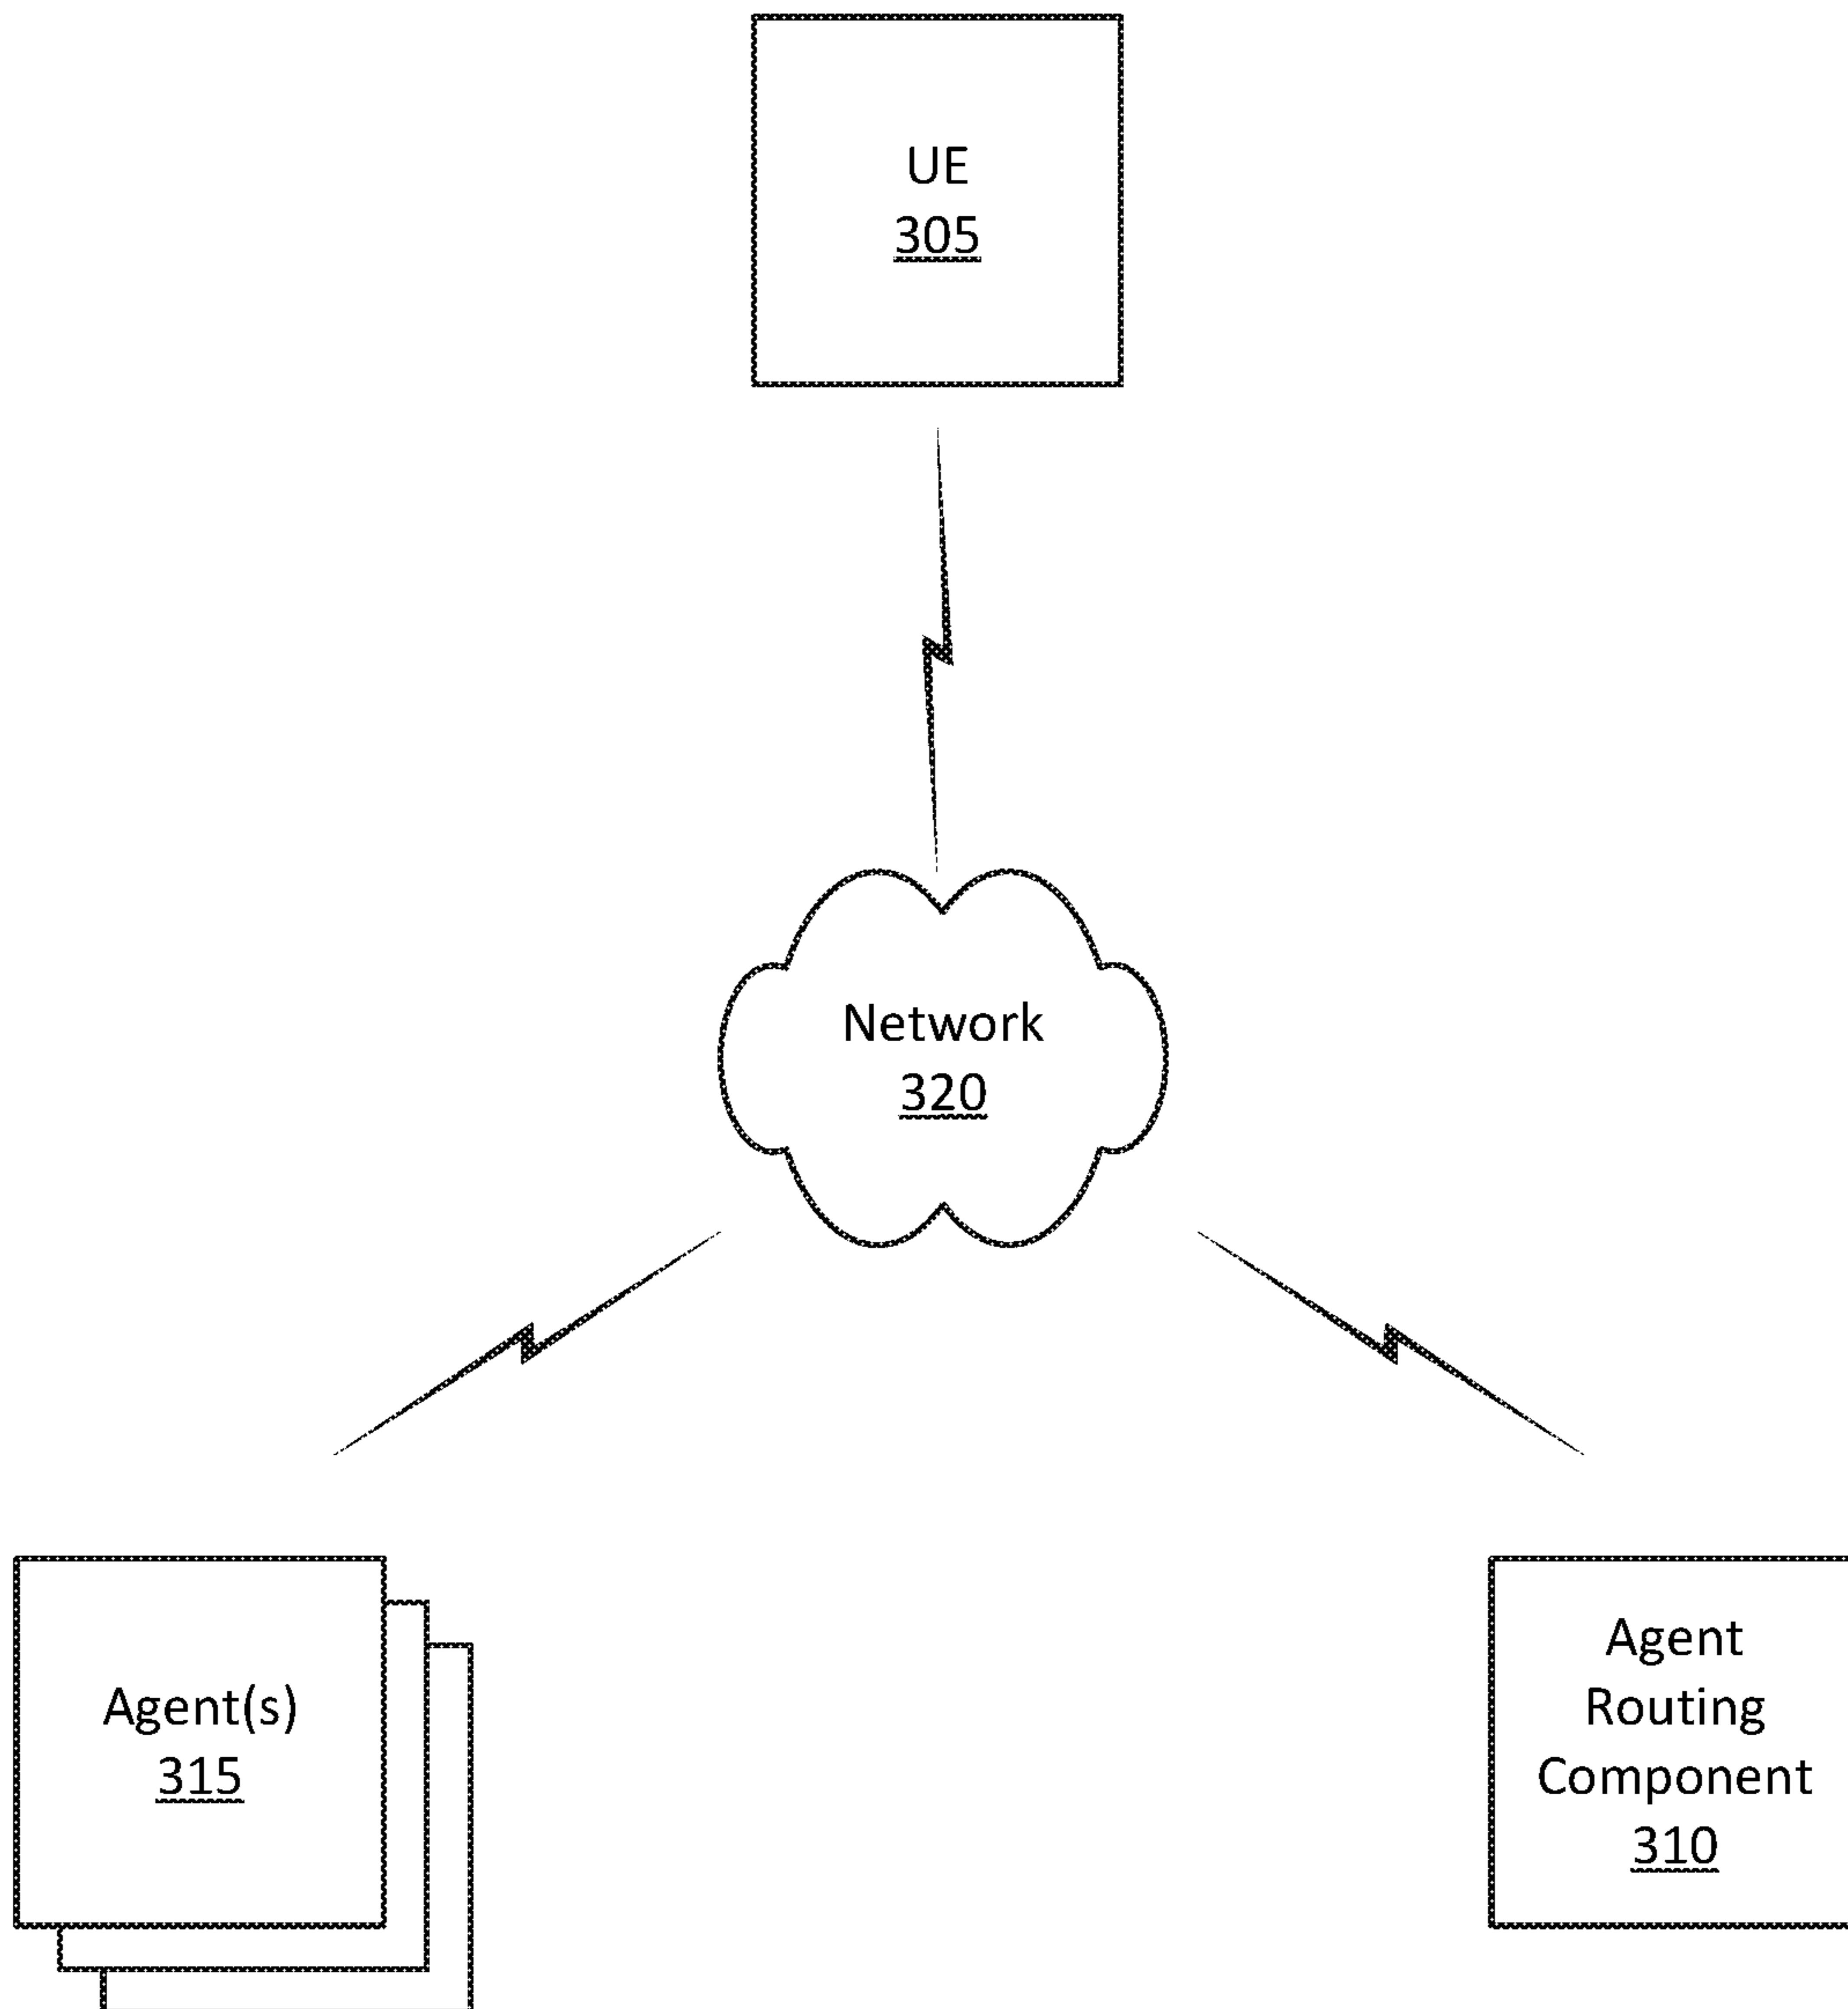 UE
305
Network
320
Agent(s)
315
Agent
Routing
Component
310